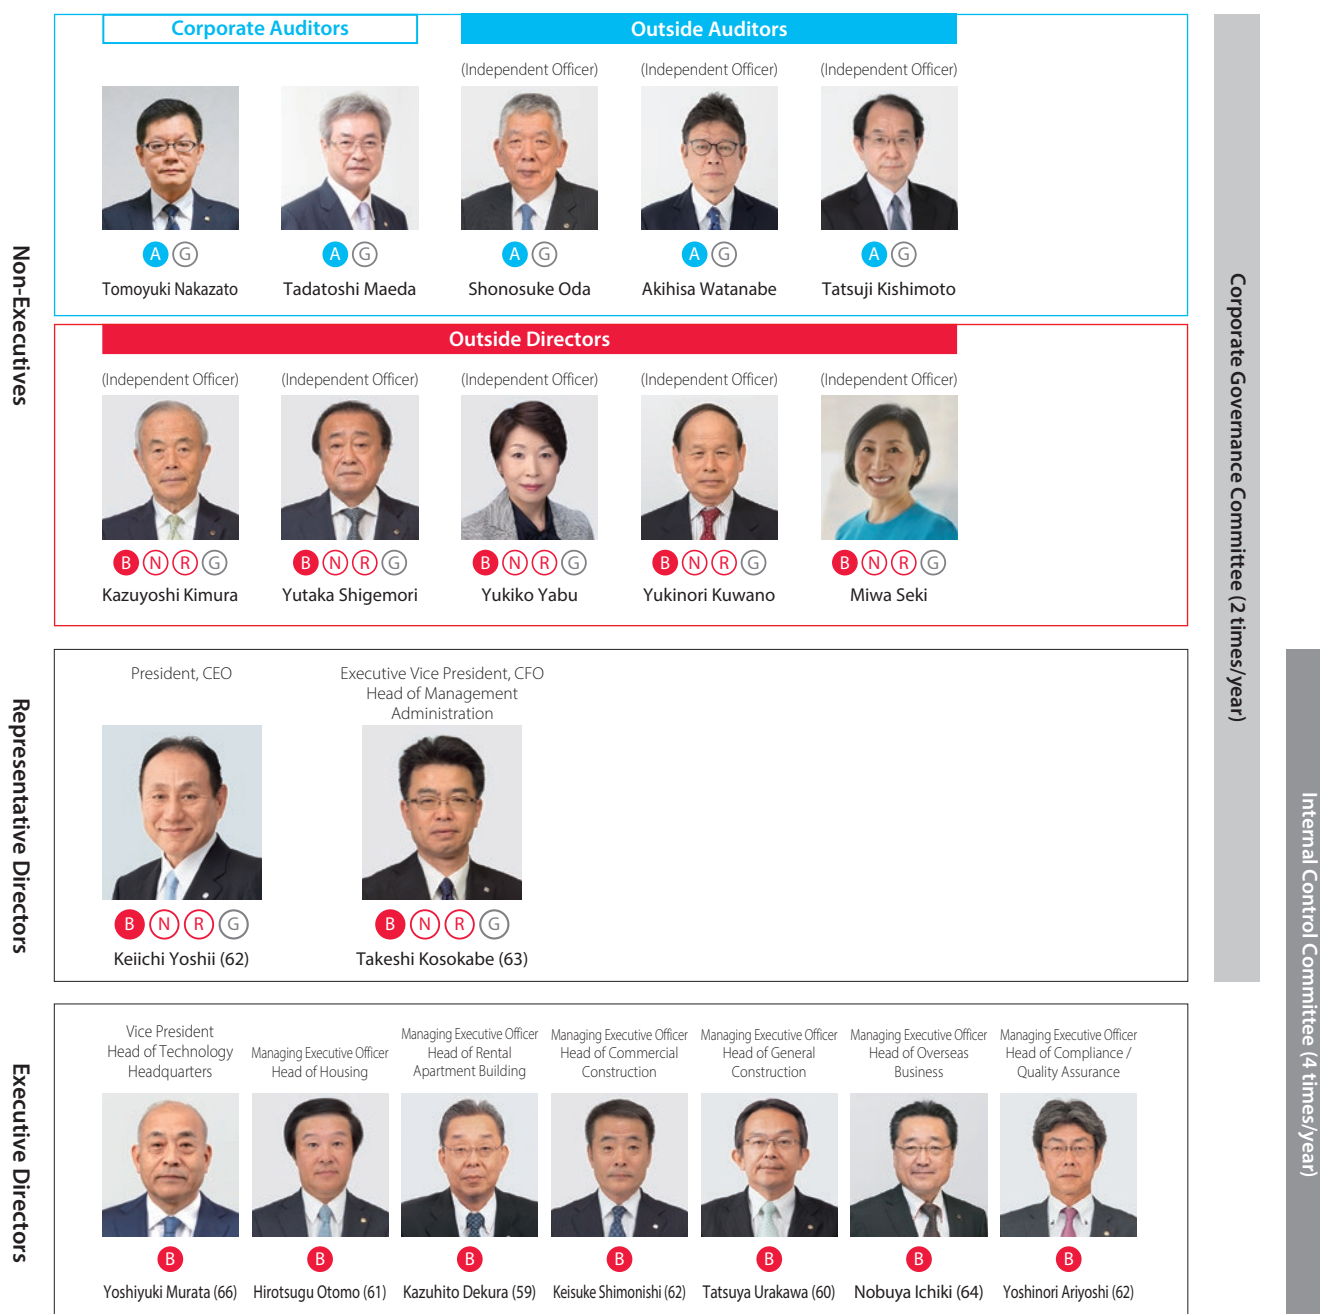 Corporate Auditors
Outside Auditors
(Independent Officer)
(Independent Officer)
(Independent Officer)
A G
A G
A G
A G
A G
Tomoyuki Nakazato
Tadatoshi Maeda
Shonosuke Oda
Akihisa Watanabe
Tatsuji Kishimoto
Non-Executives
Outside Directors
(Independent Officer)
(Independent Officer)
(Independent Officer)
(Independent Officer)
(Independent Officer)
B N R G
B N R G
B N R G
B N R G
B N R G
Kazuyoshi Kimura
Yutaka Shigemori
Yukiko Yabu
Yukinori Kuwano
Miwa Seki
Corporate Governance Committee (2 times/year)
Representative Directors
President, CEO
Executive Vice President, CFO
Head of Management
Administration
B N R G
B N R G
Keiichi Yoshii (62)
Takeshi Kosokabe (63)
Internal Control Committee (4 times/year)
Executive Directors
Vice President
Head of Technology
Headquarters
Managing Executive Officer
Head of Housing
Managing Executive Officer
Head of Rental
Apartment Building
Managing Executive Officer
Head of Commercial
Construction
Managing Executive Officer
Head of General
Construction
Managing Executive Officer
Head of Overseas
Business
Managing Executive Officer
Head of Compliance /
Quality Assurance
B
B
B
B
B
B
B
Yoshiyuki Murata (66)
Hirotsugu Otomo (61)
Kazuhito Dekura (59)
Keisuke Shimonishi (62)
Tatsuya Urakawa (60)
Nobuya Ichiki (64)
Yoshinori Ariyoshi (62)